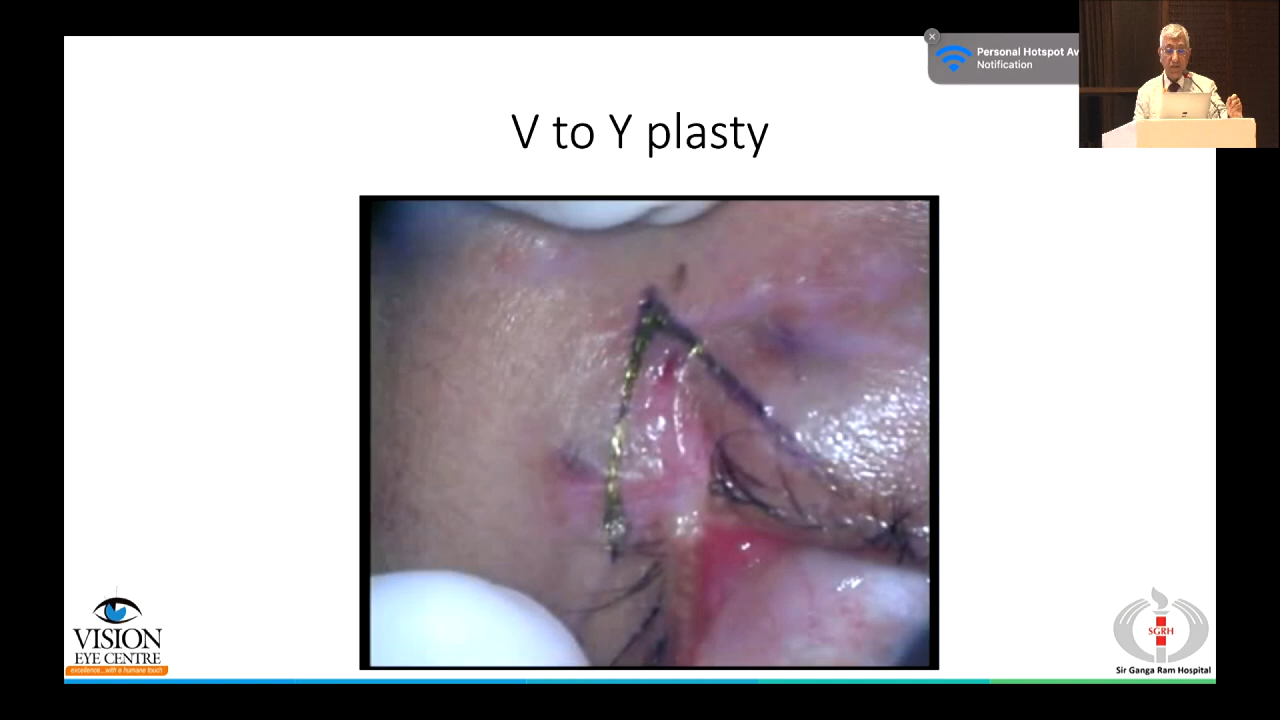 Personal Hotspot Av
Notification
V to Y plasty
VISION
EYE CENTRE
excellence...with a humane touch
SGRH
Sir Ganga Ram Hospital